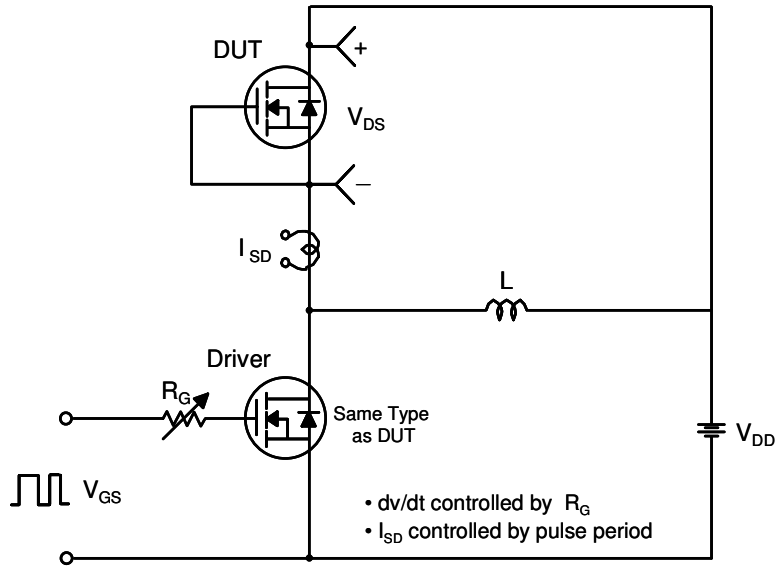 DUT
+
V_DS
−
I_SD
L
Driver
R_G
Same Type
as DUT
V_DD
V_GS
• dv/dt controlled by R_G
• I_SD controlled by pulse period